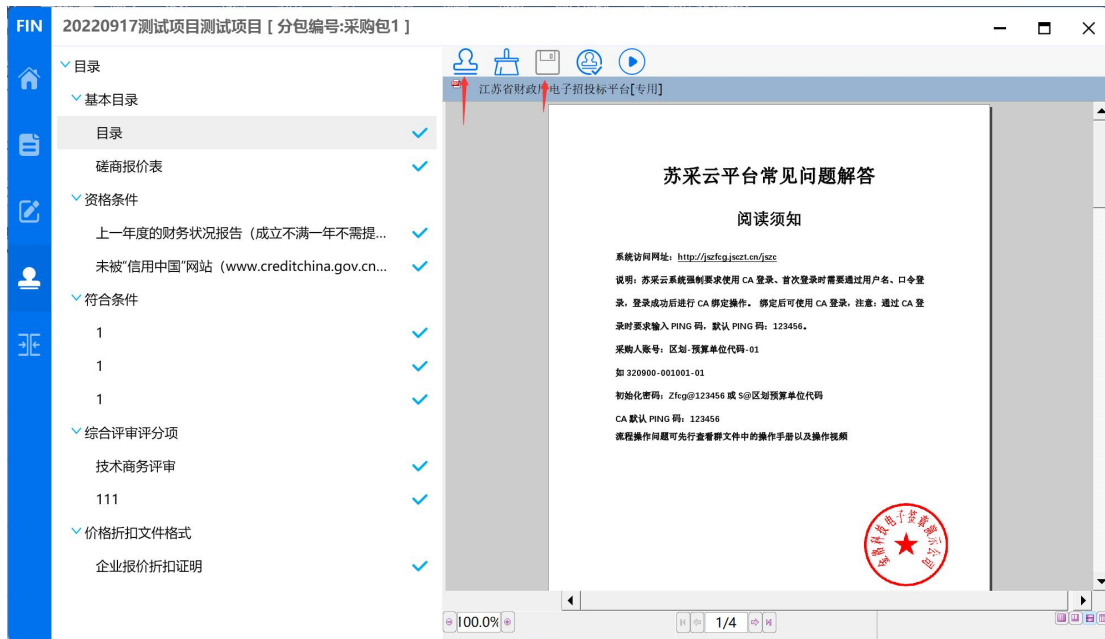 FIN
20220917测试项目测试项目 [ 分包编号:采购包1 ]
目录
基本目录
目录
磋商报价表
资格条件
上一年度的财务状况报告（成立不满一年不需提...
未被“信用中国”网站（www.creditchina.gov.cn...
符合条件
1
1
1
综合评审评分项
技术商务评审
111
价格折扣文件格式
企业报价折扣证明
江苏省财政厅电子招投标平台[专用]
苏采云平台常见问题解答
阅读须知
系统访问网址：http://jszfcg.jsczt.cn/jszc
说明：苏采云系统强制要求使用 CA 登录、首次登录时需要通过用户名、口令登
录，登录成功后进行 CA 绑定操作。 绑定后可使用 CA 登录，注意：通过 CA 登
录时要求输入 PING 码，默认 PING 码：123456。
采购人账号：区划-预算单位代码-01
如 320900-001001-01
初始化密码：Zfcg@123456 或 S@区划预算单位代码
CA 默认 PING 码：123456
流程操作问题可先行查看群文件中的操作手册以及操作视频
金格科技电子签章演示公司
100.0%
1/4